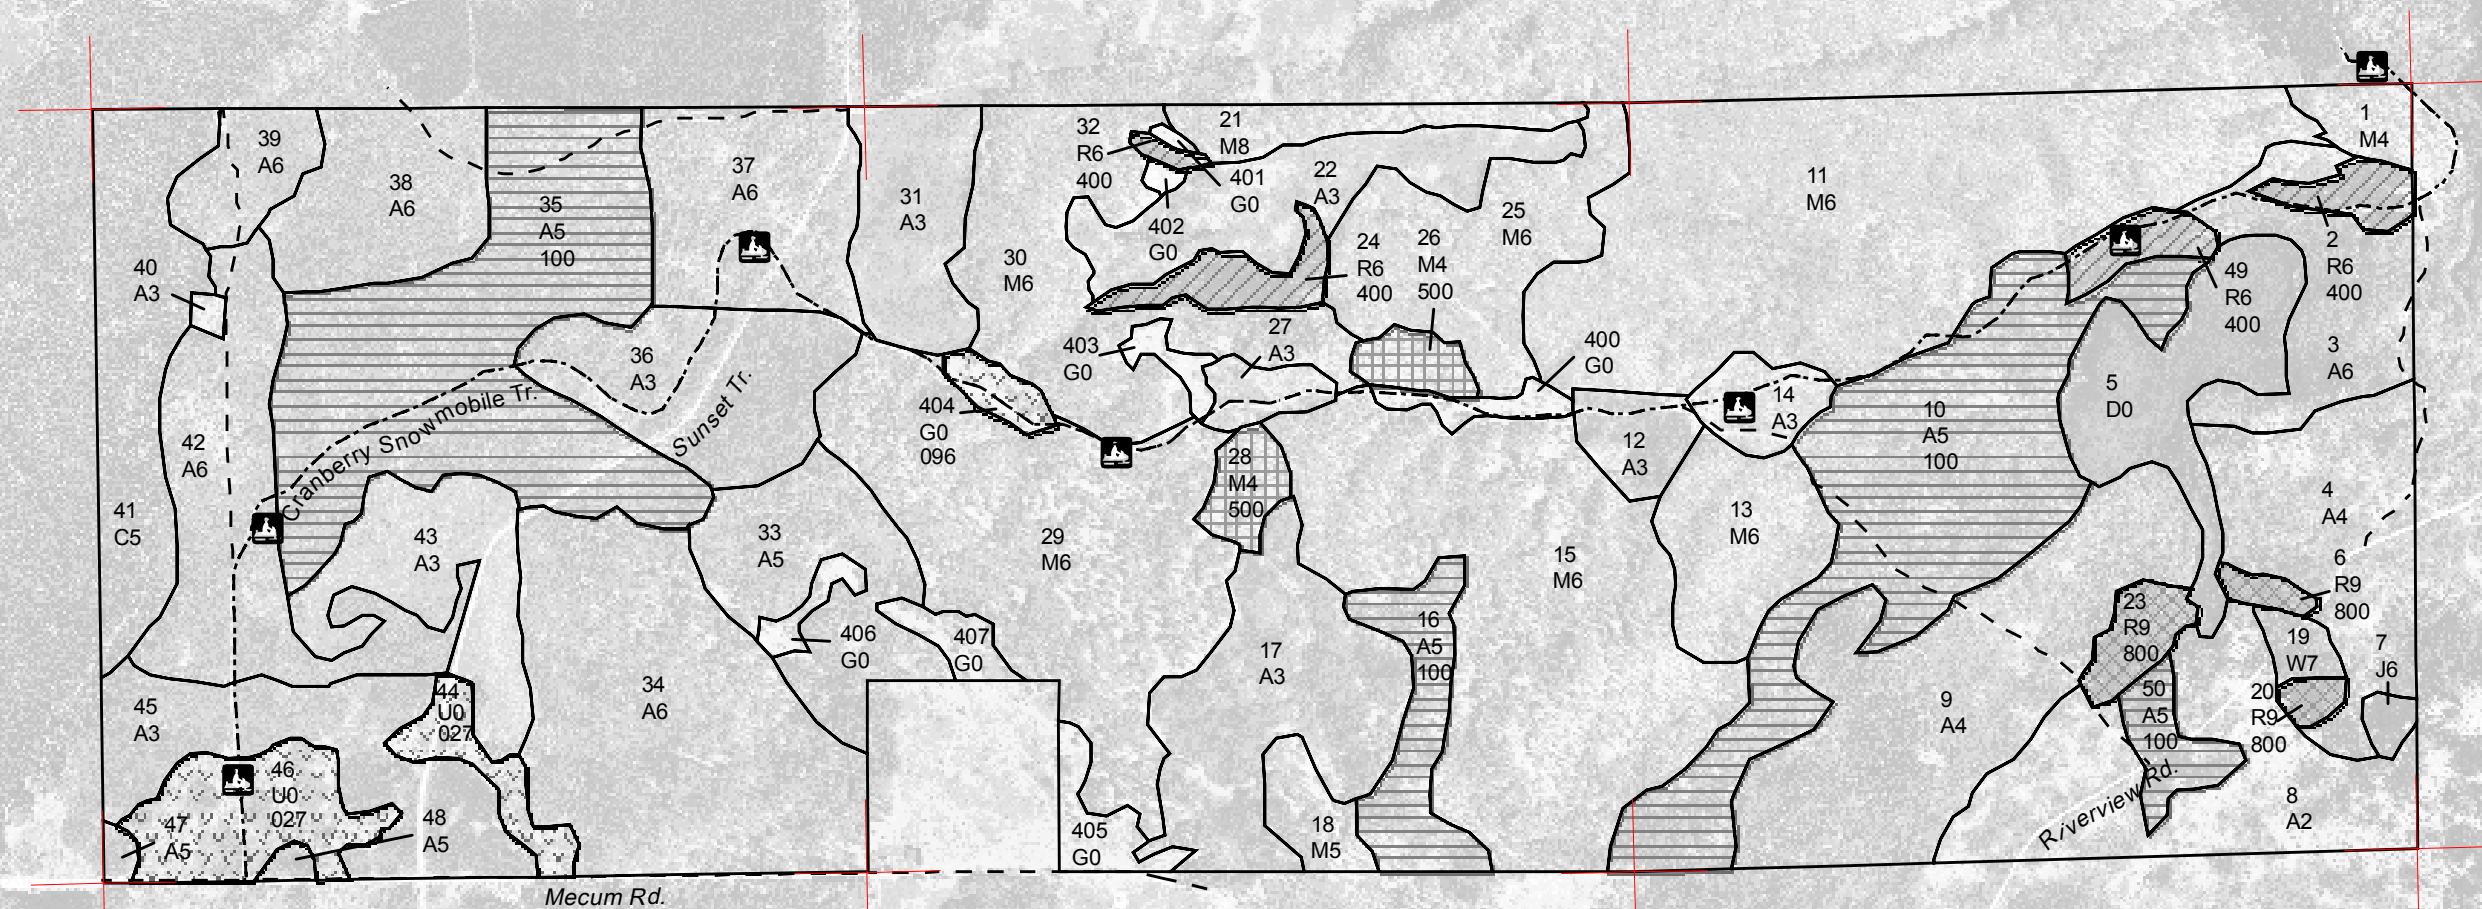 39
A6
38
A6
35
A5
100
37
A6
31
A3
32
R6
400
21
M8
401
G0
22
A3
402
G0
30
M6
24
R6
400
26
M4
500
25
M6
11
M6
1
M4
2
R6
400
49
R6
400
3
A6
40
A3
36
A3
403
G0
27
A3
400
G0
14
A3
5
D0
10
A5
100
404
G0
096
42
A6
Cranberry Snowmobile Tr.
Sunset Tr.
28
M4
500
12
A3
13
M6
4
A4
41
C5
43
A3
33
A5
29
M6
15
M6
6
R9
800
23
R9
800
19
W7
7
J6
406
G0
407
G0
17
A3
16
A5
100
34
A6
44
U0
027
45
A3
9
A4
50
A5
100
20
R9
800
46
U0
027
47
A5
48
A5
405
G0
18
M5
8
A2
Riverview Rd.
Mecum Rd.